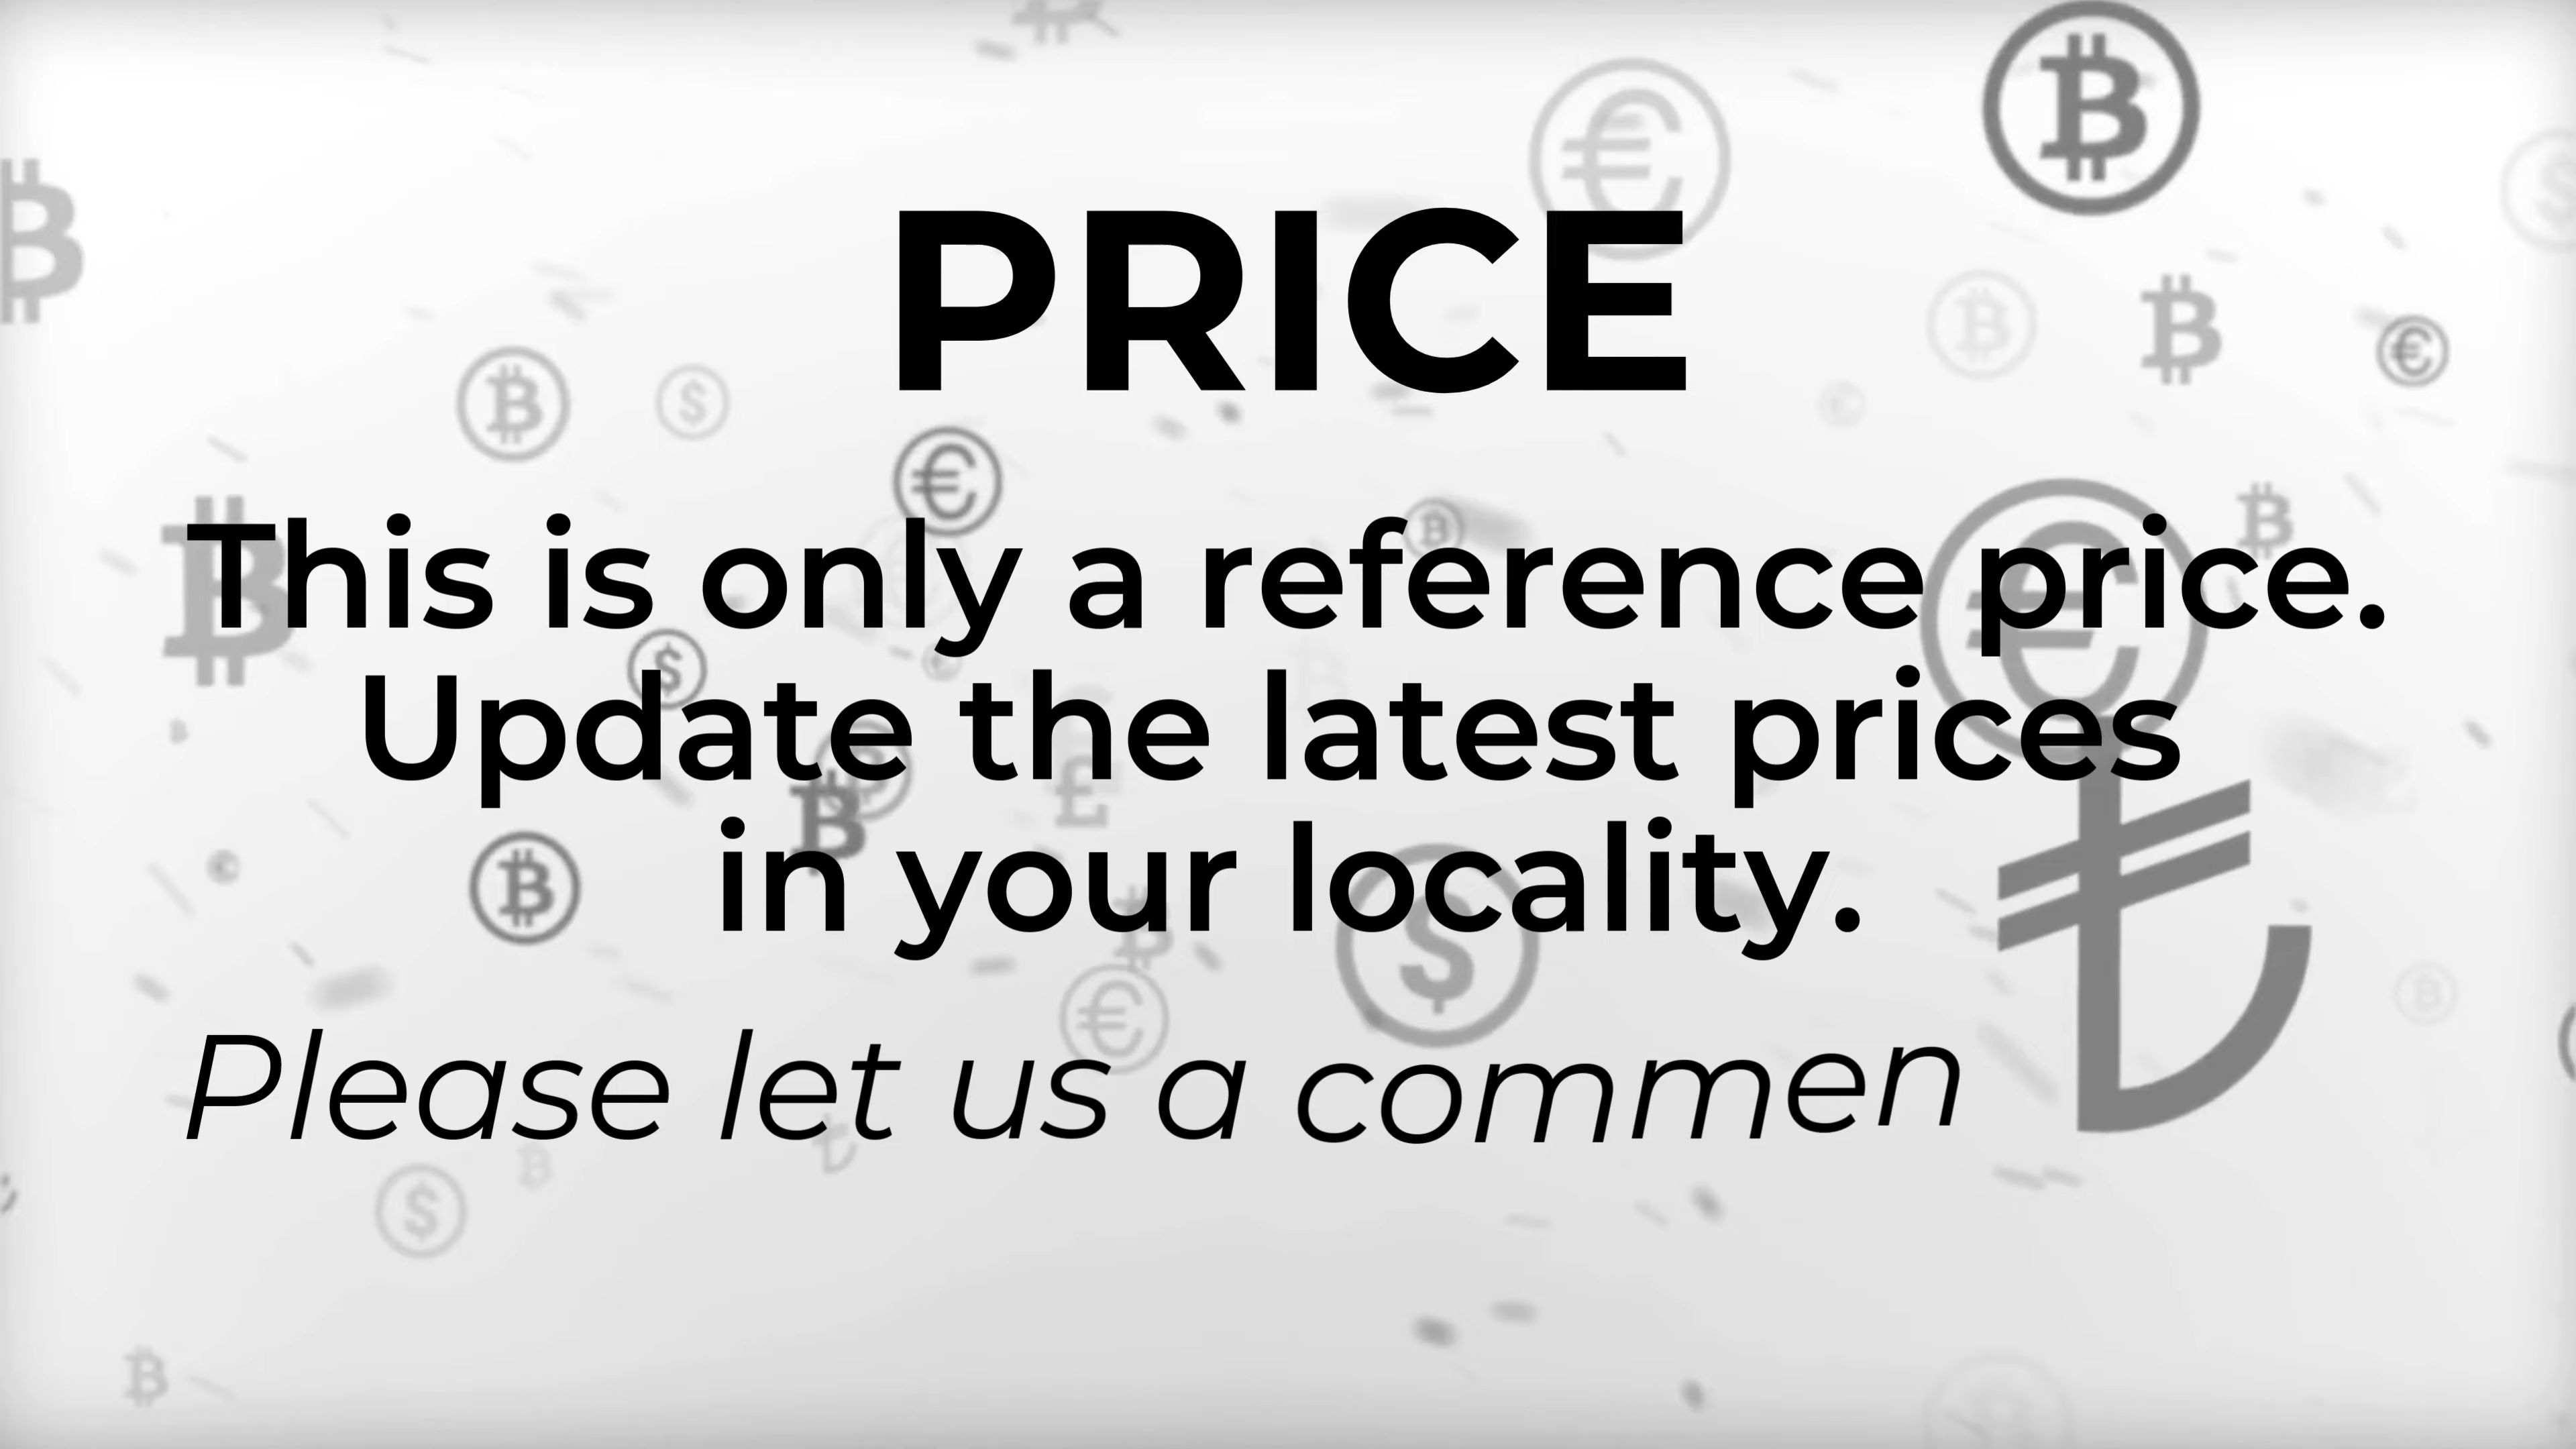 PRICE
This is only a reference price.
Update the latest prices
in your locality.
Please let us a commen